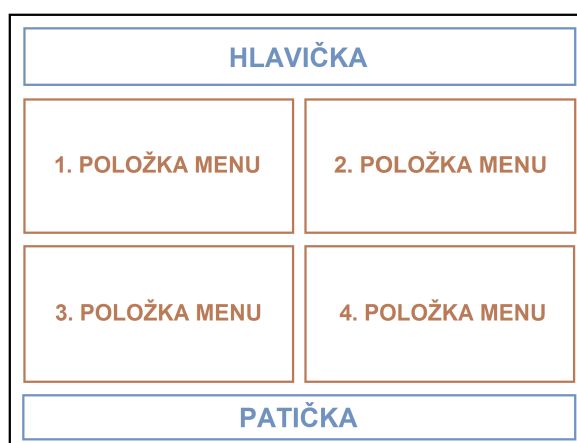 HLAVIČKA
1. POLOŽKA MENU
2. POLOŽKA MENU
3. POLOŽKA MENU
4. POLOŽKA MENU
PATIČKA